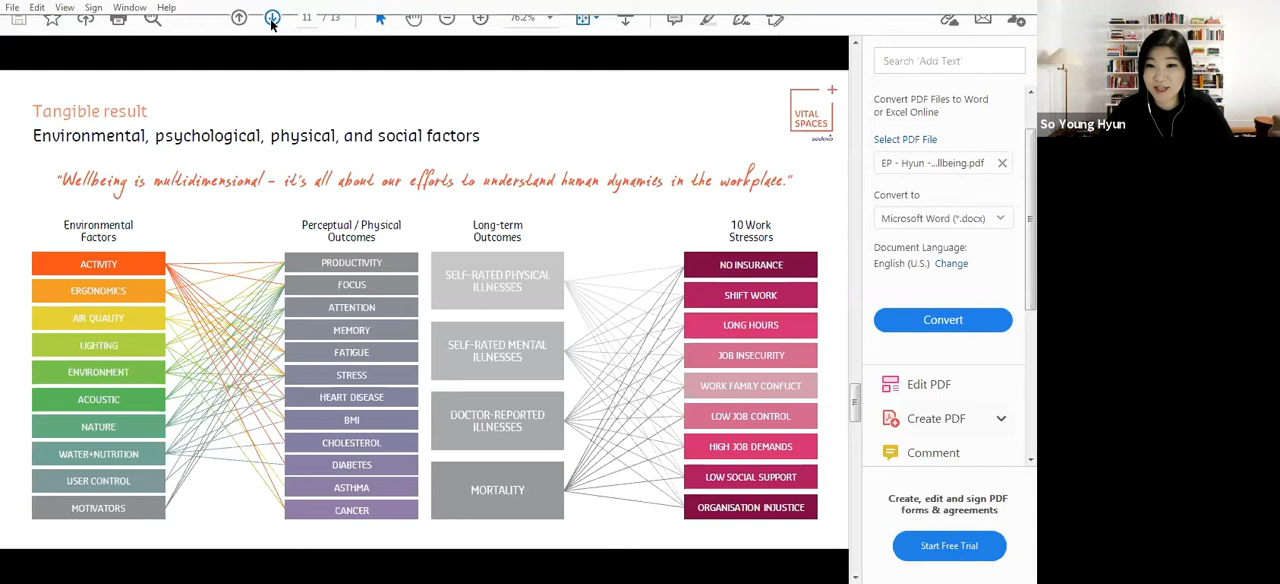 File Edit View Sign Window Help
11 / 13
76.2%
Tangible result
Environmental, psychological, physical, and social factors
VITAL
SPACES
sodexo
"Wellbeing is multidimensional – it's all about our efforts to understand human dynamics in the workplace."
Environmental
Factors
ACTIVITY
ERGONOMICS
AIR QUALITY
LIGHTING
ENVIRONMENT
ACOUSTIC
NATURE
WATER+NUTRITION
USER CONTROL
MOTIVATORS
Perceptual / Physical
Outcomes
PRODUCTIVITY
FOCUS
ATTENTION
MEMORY
FATIGUE
STRESS
HEART DISEASE
BMI
CHOLESTEROL
DIABETES
ASTHMA
CANCER
Long-term
Outcomes
SELF-RATED PHYSICAL
ILLNESSES
SELF-RATED MENTAL
ILLNESSES
DOCTOR-REPORTED
ILLNESSES
MORTALITY
10 Work
Stressors
NO INSURANCE
SHIFT WORK
LONG HOURS
JOB INSECURITY
WORK FAMILY CONFLICT
LOW JOB CONTROL
HIGH JOB DEMANDS
LOW SOCIAL SUPPORT
ORGANISATION INJUSTICE
Search 'Add Text'
Convert PDF Files to Word
or Excel Online
Select PDF File
EP - Hyun -...llbeing.pdf
Convert to
Microsoft Word (*.docx)
Document Language:
English (U.S.) Change
Convert
Edit PDF
Create PDF
Comment
Create, edit and sign PDF
forms & agreements
Start Free Trial
So Young Hyun